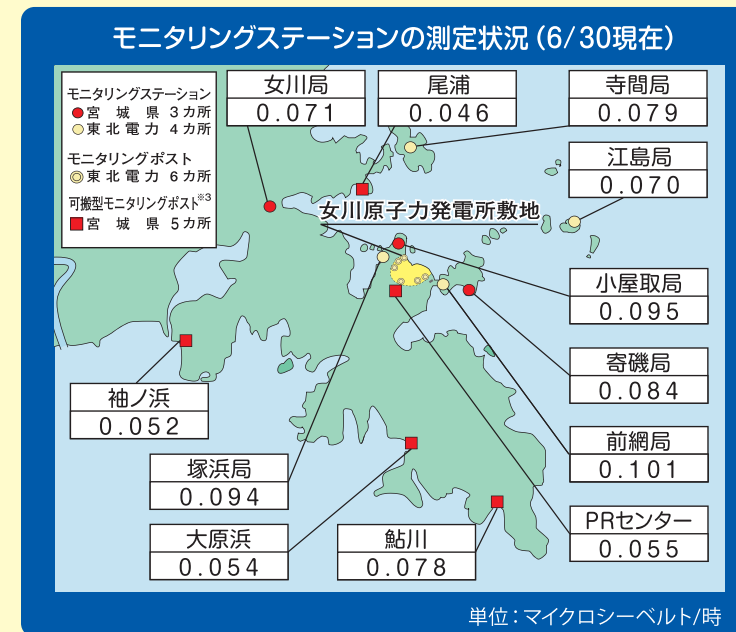 モニタリングステーションの測定状況(6/30現在)
モニタリングステーション
宮城県 3カ所
東北電力 4カ所
モニタリングポスト
東北電力 6カ所
可搬型モニタリングポスト※3
宮城県 5カ所
女川局
0.071
尾浦
0.046
寺間局
0.079
江島局
0.070
女川原子力発電所敷地
小屋取局
0.095
寄磯局
0.084
袖ノ浜
0.052
前網局
0.101
塚浜局
0.094
PRセンター
0.055
大原浜
0.054
鮎川
0.078
単位:マイクロシーベルト/時